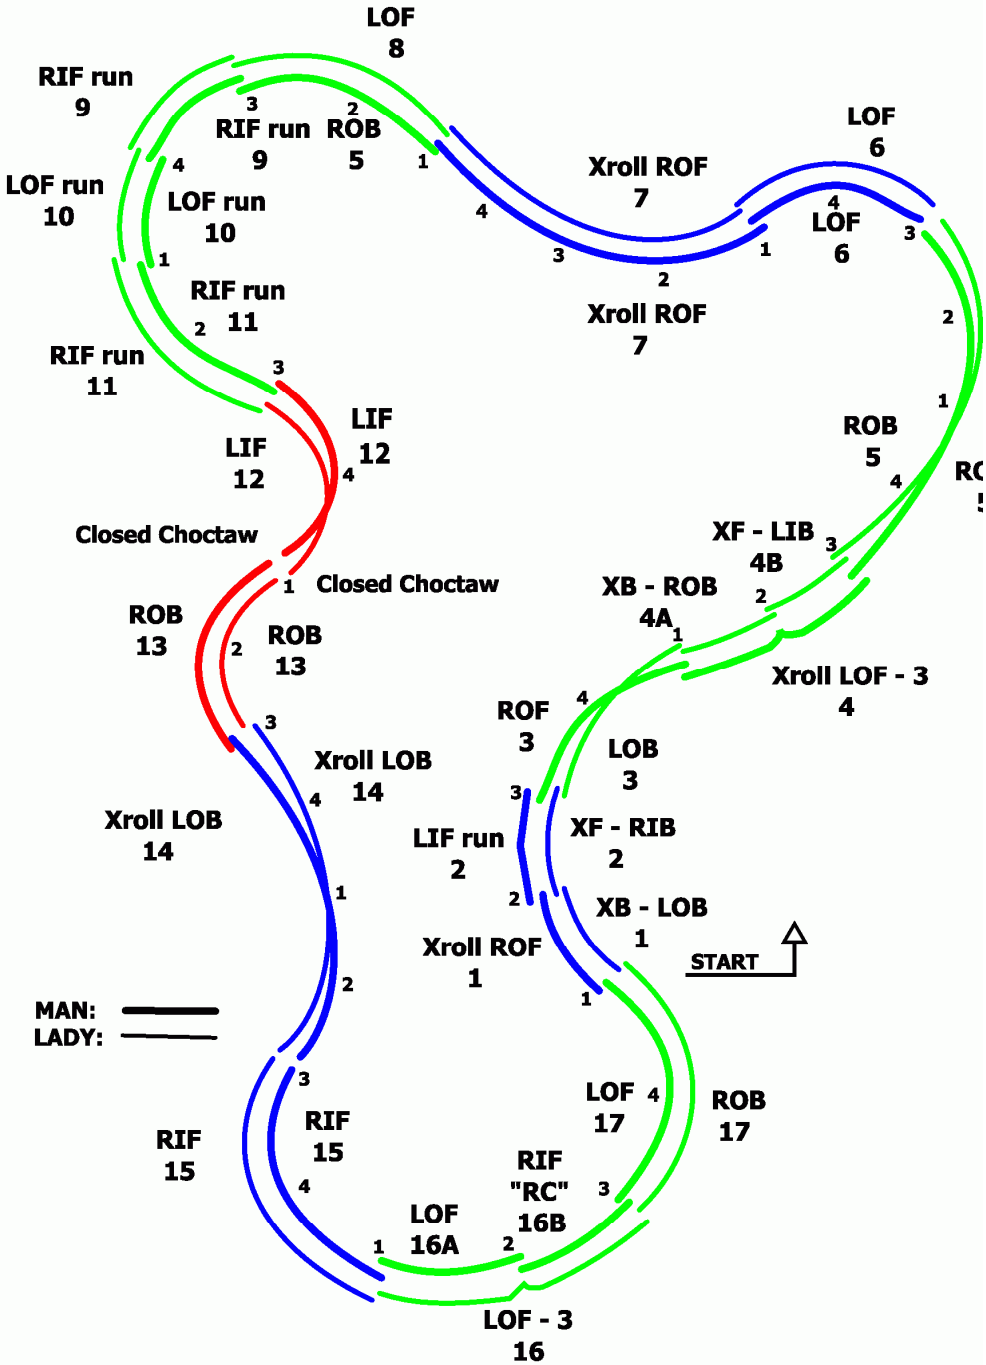 LOF
8
RIF run
9
3
2
RIF run
9
ROB
5
1
4
LOF run
10
LOF run
10
1
RIF run
11
2
RIF run
11
3
LOF
6
Xroll ROF
7
4
LOF
6
3
4
3
1
2
Xroll ROF
7
2
1
ROB
5
4
LIF
12
LIF
12
4
XF - LIB
4B
3
Closed Choctaw
1
Closed Choctaw
XB - ROB
4A
2
1
ROB
13
ROB
13
2
Xroll LOF - 3
4
4
ROF
3
3
Xroll LOB
14
4
LOB
3
3
Xroll LOB
14
LIF run
2
XF - RIB
2
2
1
XB - LOB
1
Xroll ROF
1
START
2
1
MAN:
LADY:
3
RIF
15
RIF
15
4
LOF
17
4
ROB
17
RIF
"RC"
16B
3
LOF
16A
1
2
LOF - 3
16